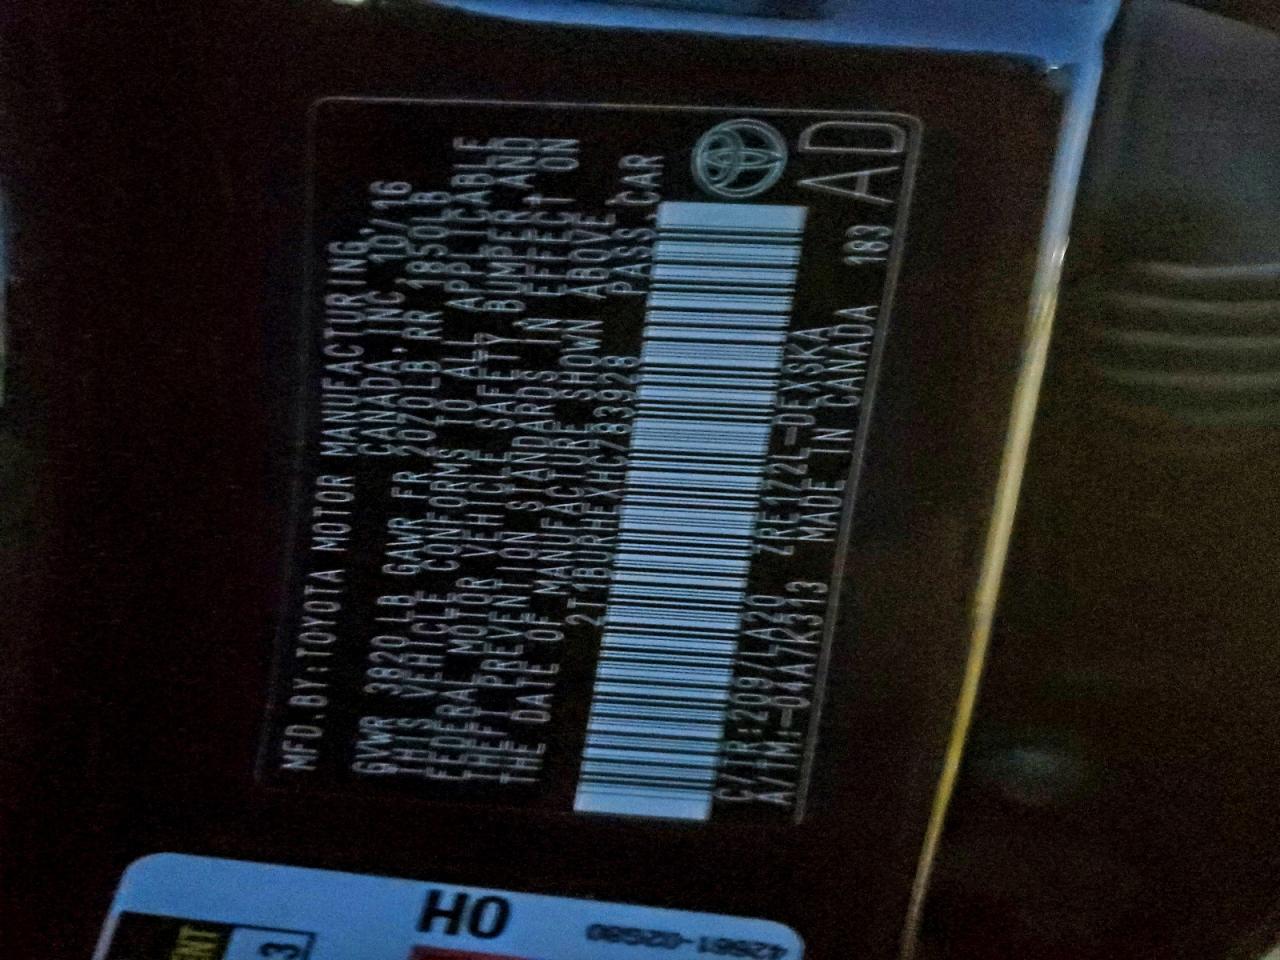 MFD.BY:TOYOTA MOTOR MANUFACTURING,
CANADA, INC 10/16
GVWR 3820 LB GAWR FR 2070LB, RR 1850LB
THIS VEHICLE CONFORMS TO ALL APPLICABLE
FEDERAL MOTOR VEHICLE SAFETY, BUMPER, AND
THEFT PREVENTION STANDARDS IN EFFECT ON
THE DATE OF MANUFACTURE SHOWN ABOVE.
2T1BURHEXHC783928 PASS.CAR
C/TR:209/LA20 ZRE172L-DEXSKA
A/TM:-04A/K313 MADE IN CANADA 183
AD
HO
42661-02G80
3